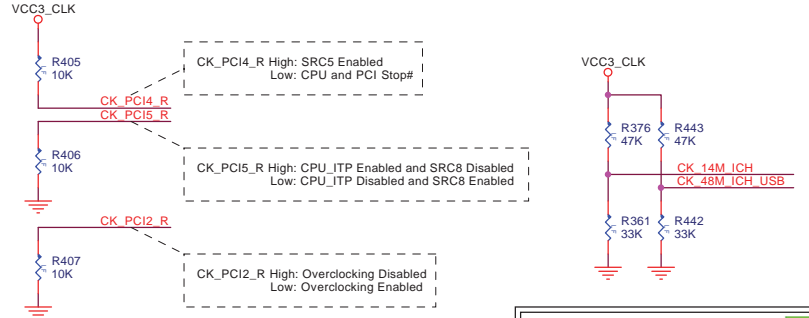 VCC3_CLK
R405
10K
CK_PCI4_R High: SRC5 Enabled
Low: CPU and PCI Stop#
CK_PCI4_R
CK_PCI5_R
R406
10K
CK_PCI5_R High: CPU_ITP Enabled and SRC8 Disabled
Low: CPU_ITP Disabled and SRC8 Enabled
CK_PCI2_R
R407
10K
CK_PCI2_R High: Overclocking Disabled
Low: Overclocking Enabled
VCC3_CLK
R376
47K
R443
47K
CK_14M_ICH
CK_48M_ICH_USB
R361
33K
R442
33K